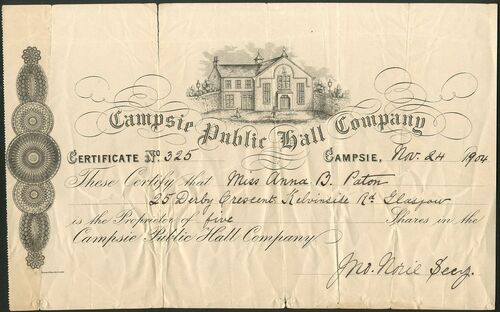 Campsie Public Hall Company
CERTIFICATE No. 325 CAMPSIE, Nov. 24 1904
These Certify that Miss Anna B. Paton
25 Derby Crescent Kelvinside Rd. Glasgow
is the Proprietor of five Shares in the
Campsie Public Hall Company
Jno. Noil Secy.